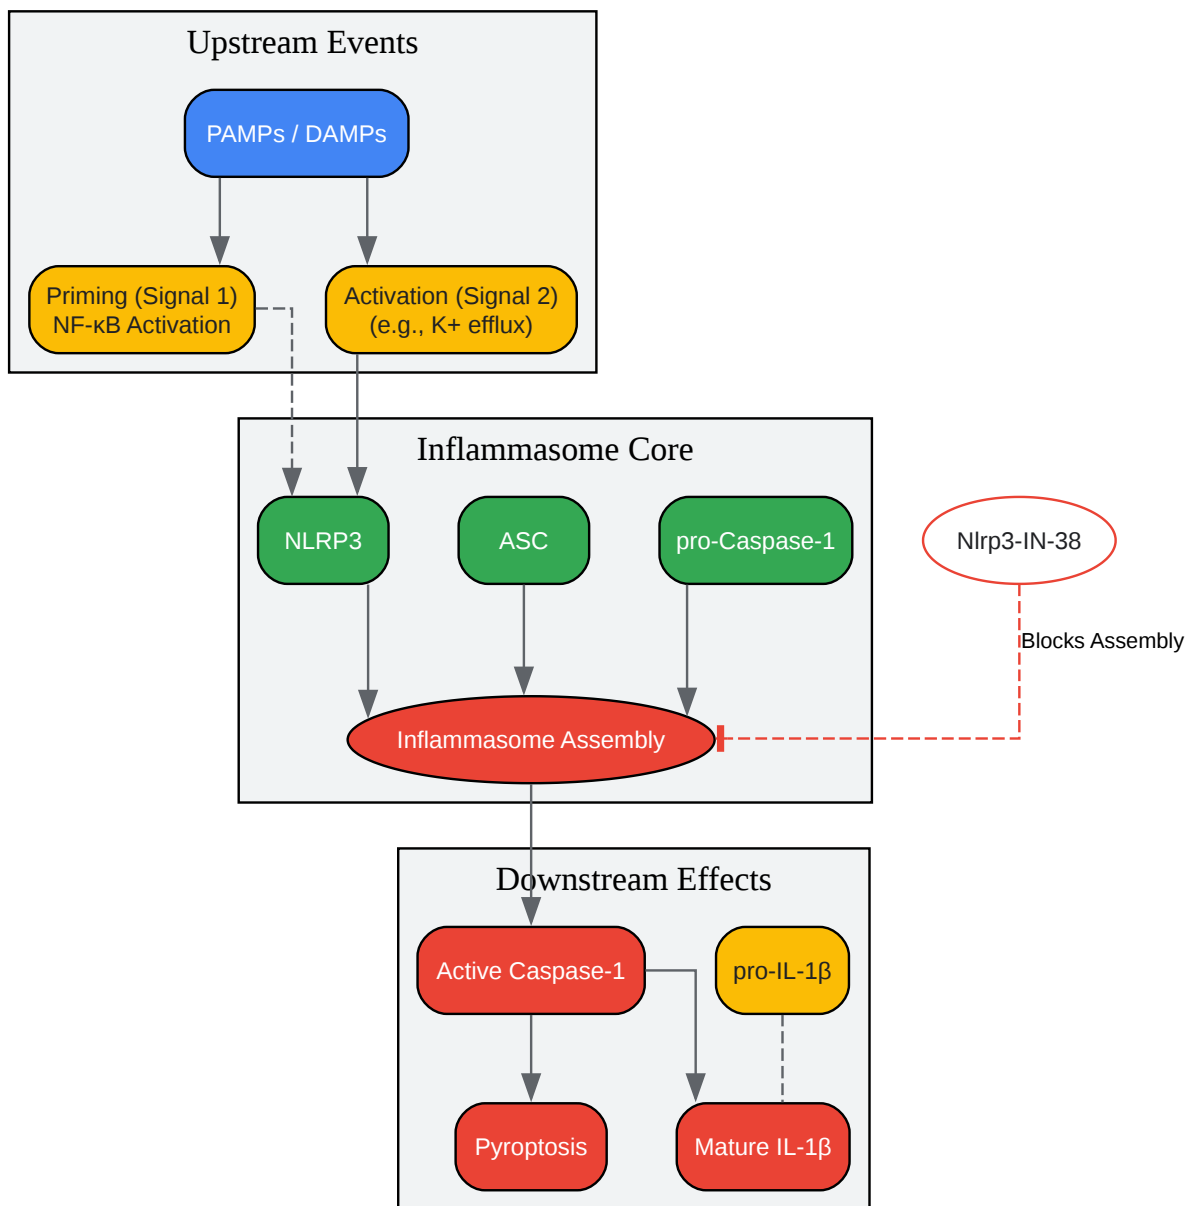 Upstream Events
PAMPs / DAMPs
Priming (Signal 1)
NF-κB Activation
Activation (Signal 2)
(e.g., K+ efflux)
Inflammasome Core
NLRP3
ASC
pro-Caspase-1
Nlrp3-IN-38
Blocks Assembly
Inflammasome Assembly
Downstream Effects
Active Caspase-1
pro-IL-1β
Pyroptosis
Mature IL-1β